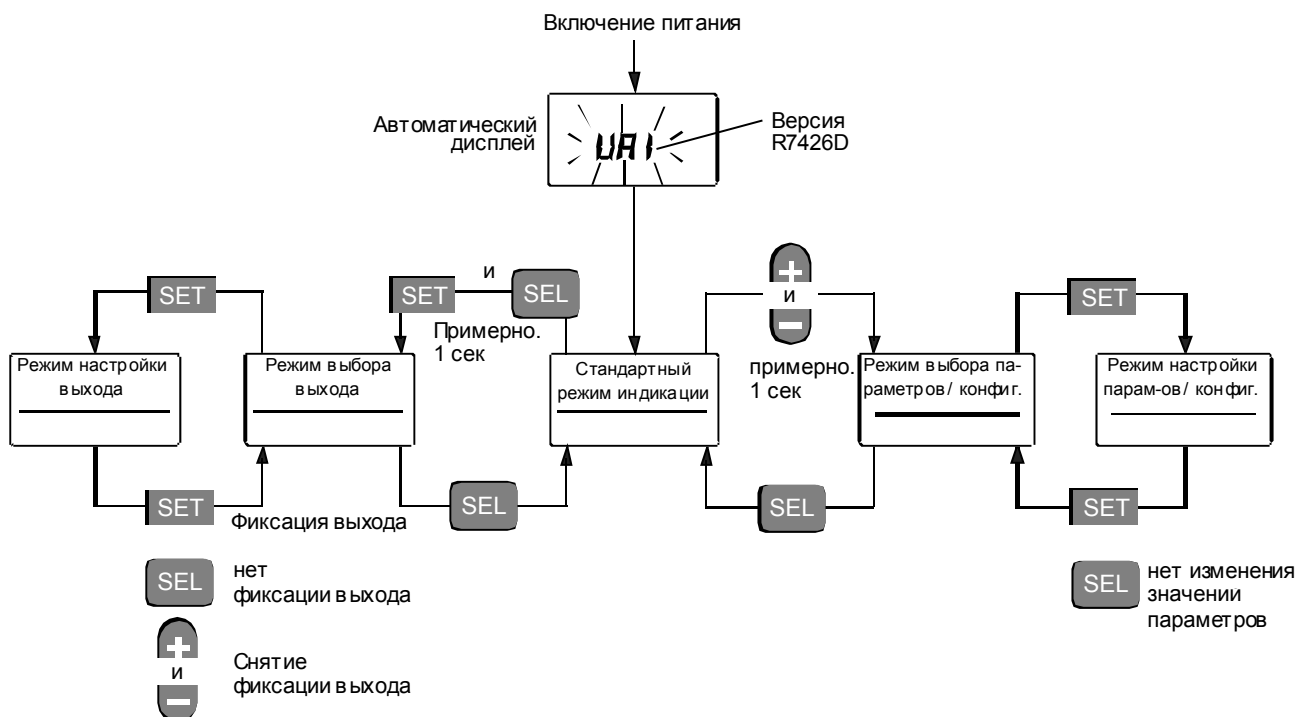 Включение питания
Автоматический
дисплей
UA1
Версия
R7426D
SET
SET
и
SEL
Примерно.
1 сек
+
и
−
примерно.
1 сек
SET
Режим настройки
выхода
Режим выбора
выхода
Стандартный
режим индикации
Режим выбора па-
раметров / конфиг.
Режим настройки
парам-ов / конфиг.
SET
Фиксация выхода
SEL
SEL
SET
SEL
нет
фиксации выхода
SEL
нет изменения
значении
параметров
+
и
−
Снятие
фиксации выхода